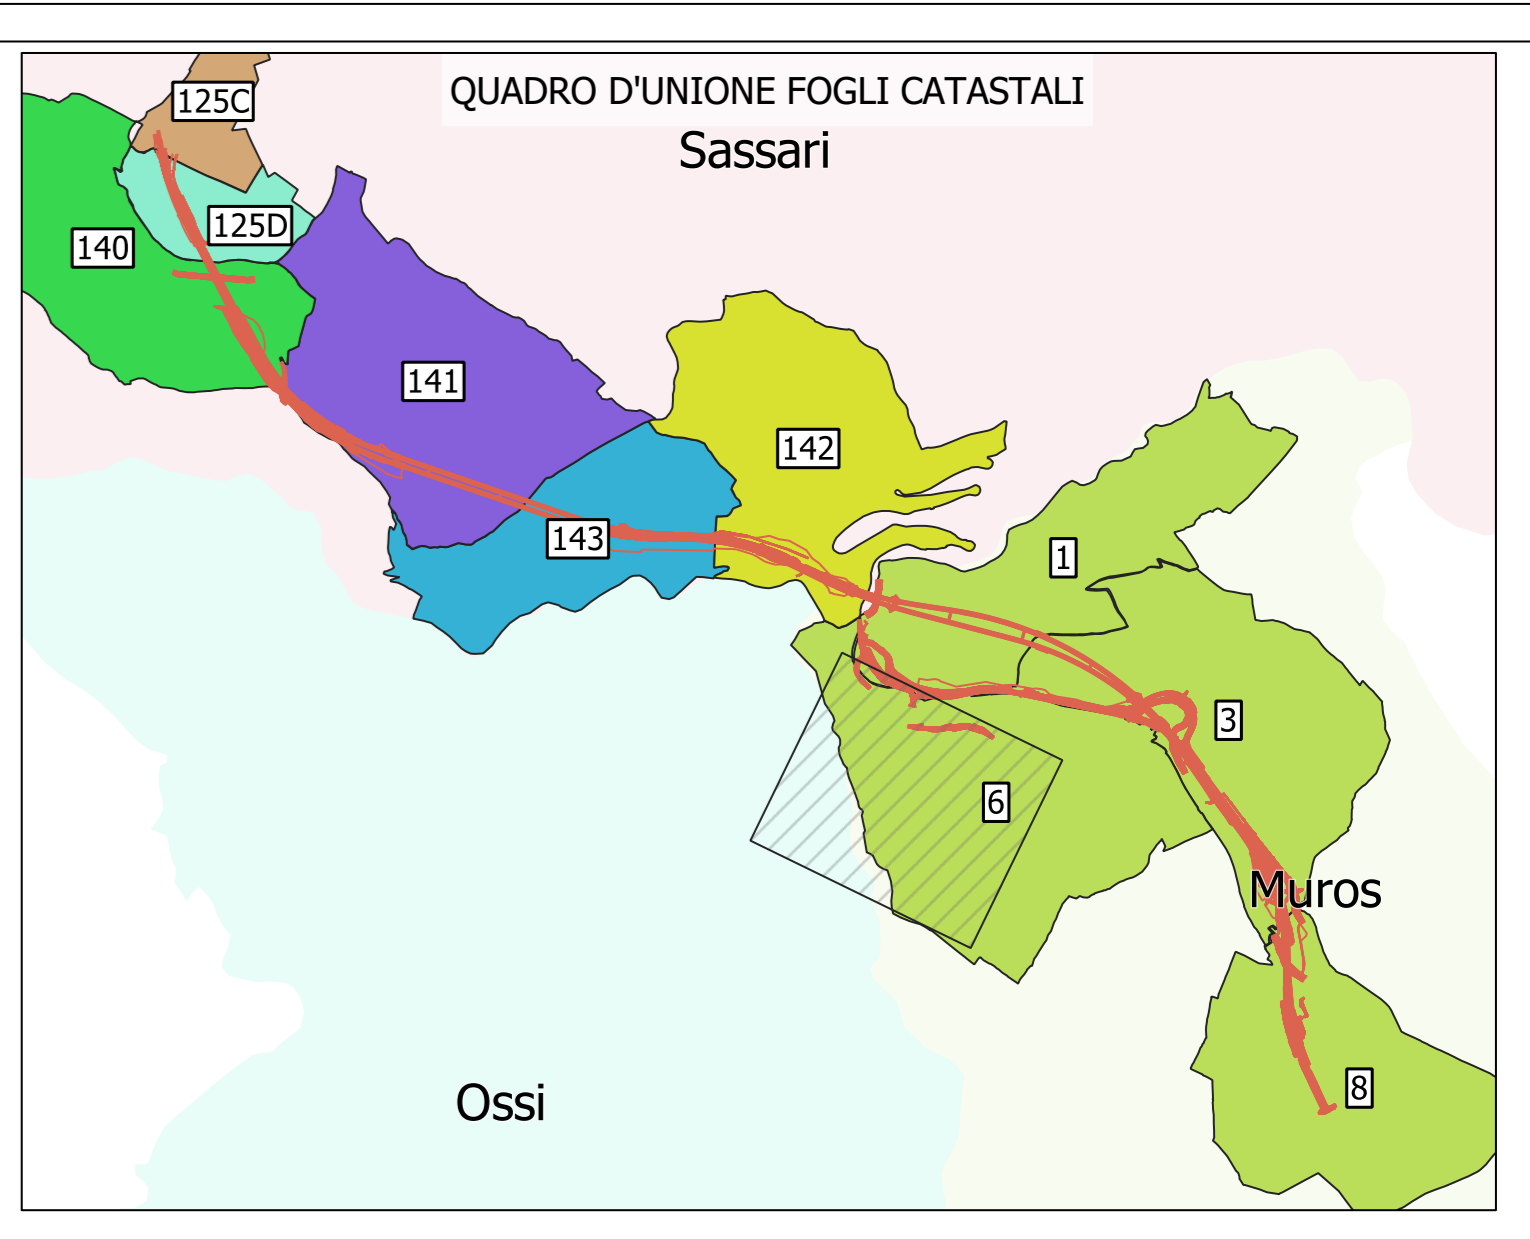 QUADRO D'UNIONE FOGLI CATASTALI
125C
Sassari
125D
140
141
142
143
1
3
6
Muros
8
Ossi